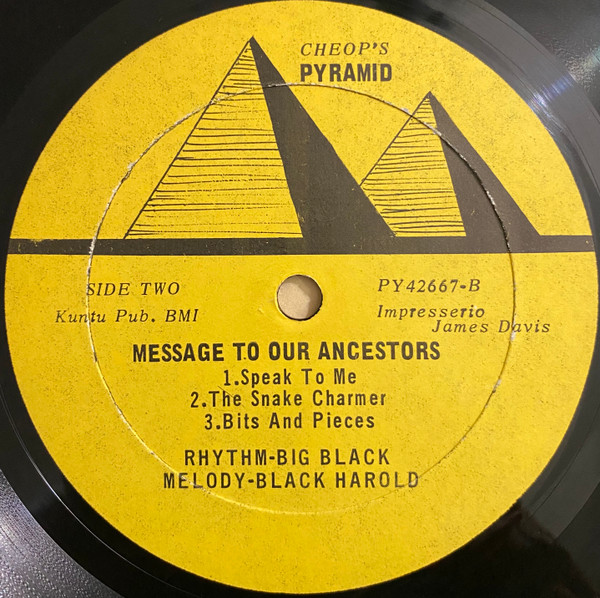 CHEOP'S
PYRAMID
SIDE TWO
Kuntu Pub. BMI
PY42667-B
Impresserio
James Davis
MESSAGE TO OUR ANCESTORS
1.Speak To Me
2.The Snake Charmer
3.Bits And Pieces
RHYTHM-BIG BLACK
MELODY-BLACK HAROLD